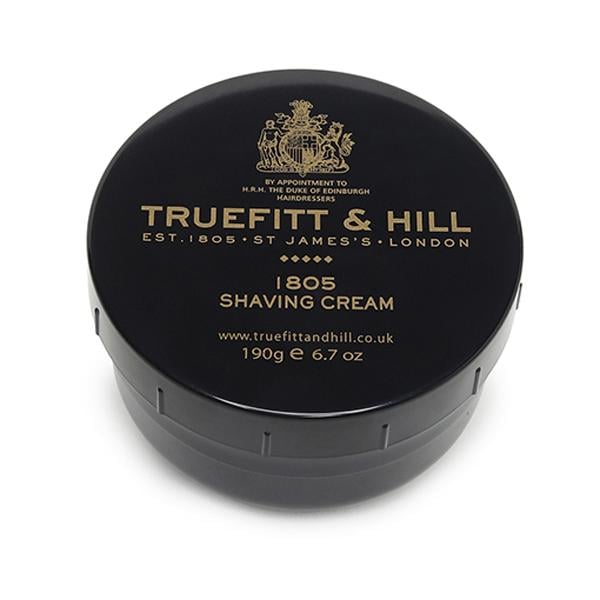 BY APPOINTMENT TO
H.R.H. THE DUKE OF EDINBURGH
HAIRDRESSERS
TRUEFITT & HILL
EST. 1805 • ST JAMES'S • LONDON
1805
SHAVING CREAM
www.truefittandhill.co.uk
190g e 6.7 oz